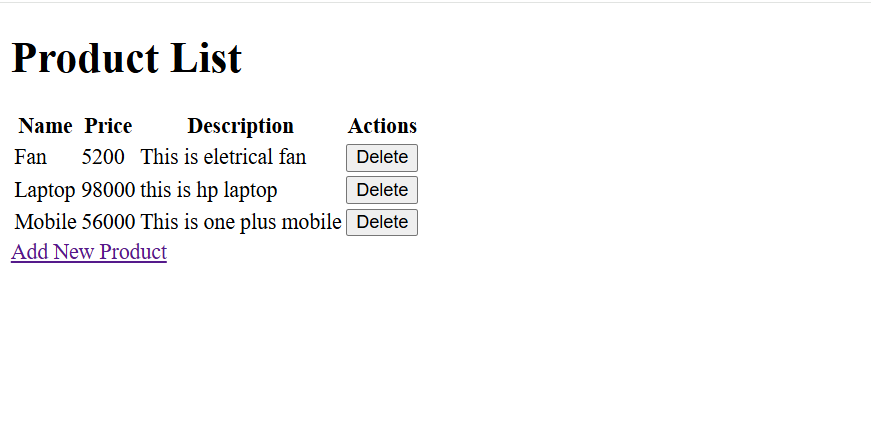 Product List
Name Price Description Actions
Fan 5200 This is eletrical fan Delete
Laptop 98000 this is hp laptop Delete
Mobile 56000 This is one plus mobile Delete
Add New Product